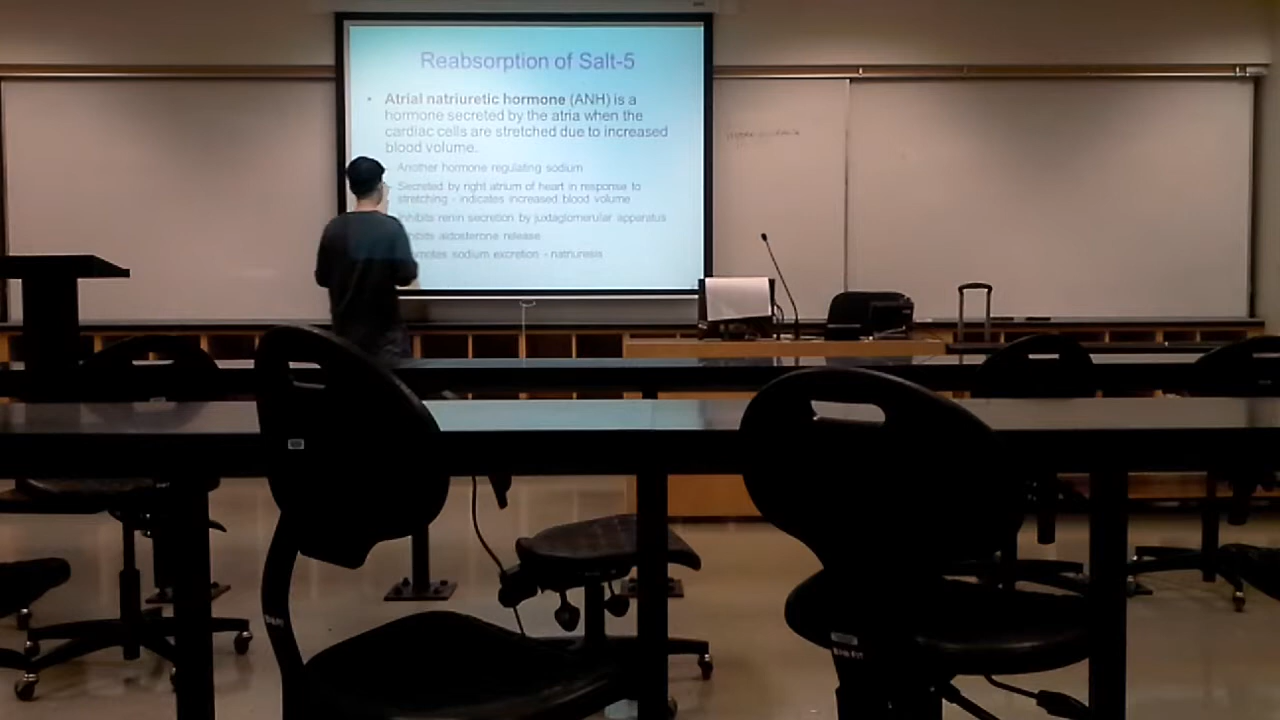 Reabsorption of Salt-5
• Atrial natriuretic hormone (ANH) is a
hormone secreted by the atria when the
cardiac cells are stretched due to increased
blood volume.
Another hormone regulating sodium
Secreted by right atrium of heart in response to
stretching - indicates increased blood volume
Inhibits renin secretion by juxtaglomerular apparatus
aldosterone release
sodium excretion - natriuresis